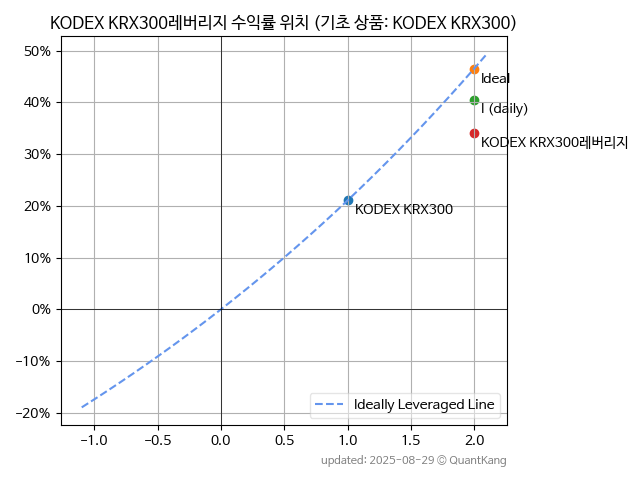 KODEX KRX300레버리지 수익률 위치 (기초 상품: KODEX KRX300)
50%
40%
30%
20%
10%
0%
−10%
−20%
Ideal
I (daily)
KODEX KRX300레버리지
KODEX KRX300
Ideally Leveraged Line
−1.0 −0.5 0.0 0.5 1.0 1.5 2.0
updated: 2025-08-29 © QuantKang